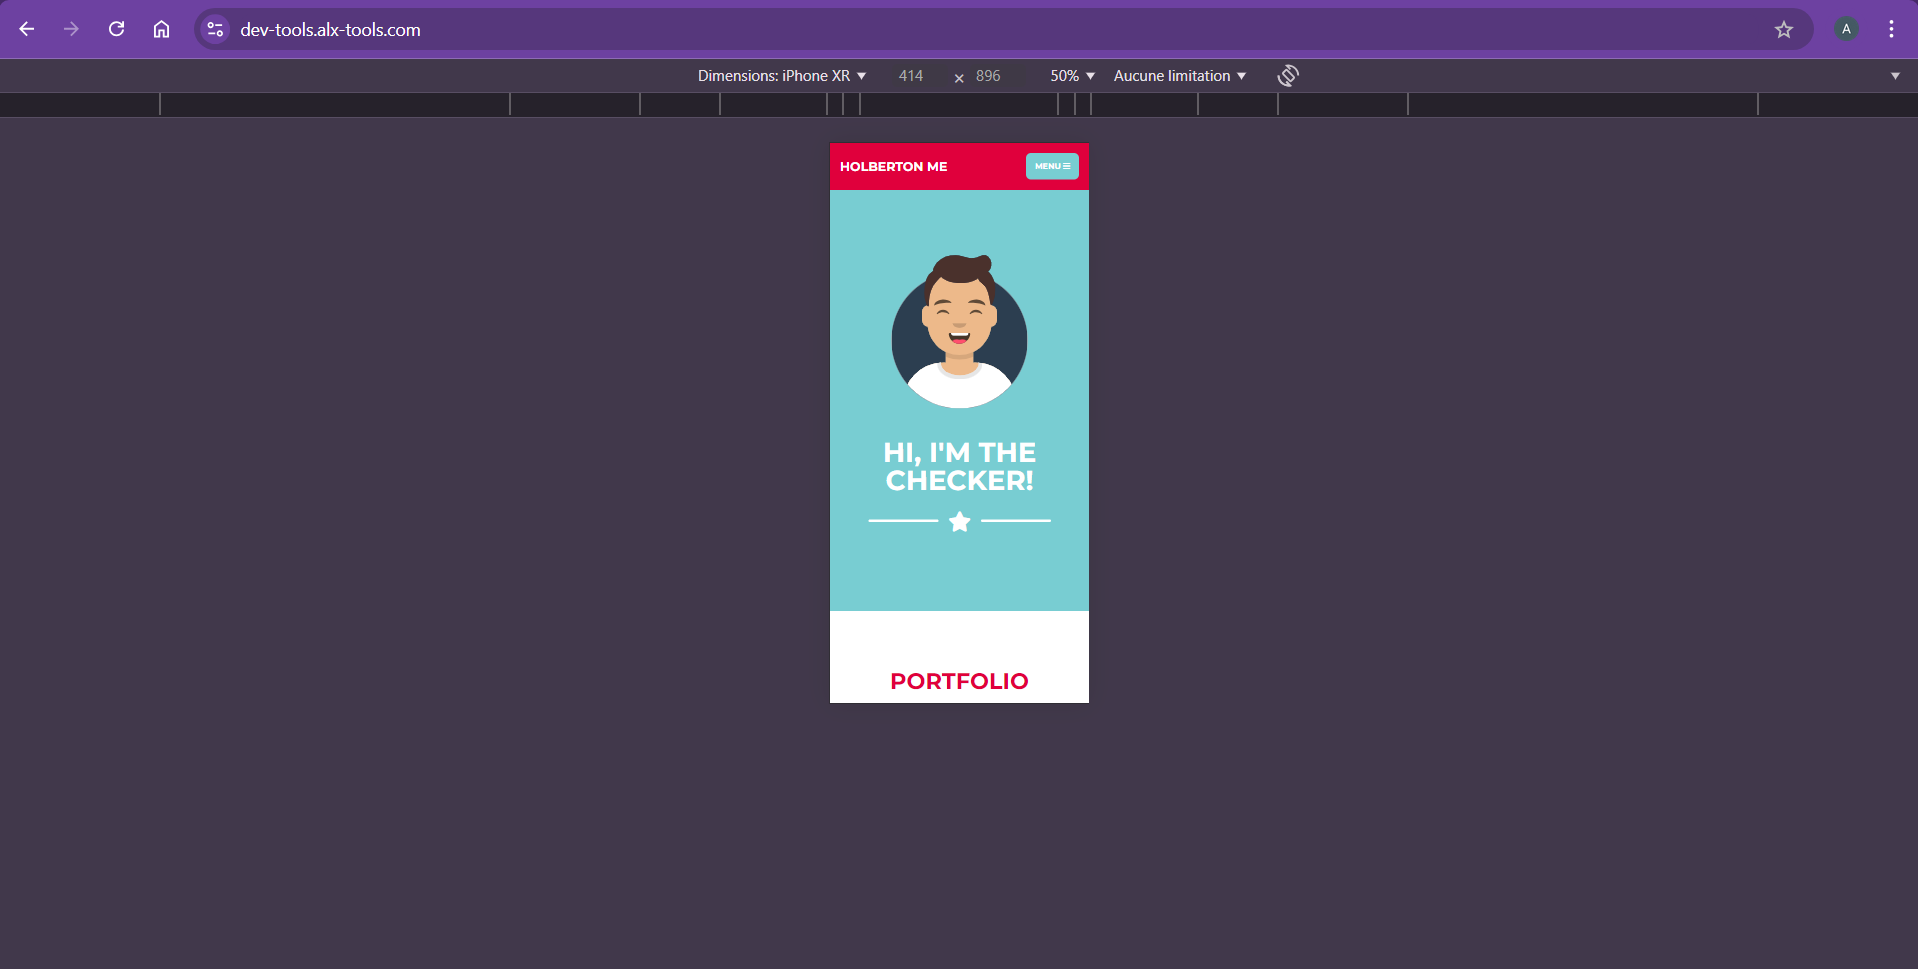 dev-tools.alx-tools.com
A
Dimensions: iPhone XR 414 × 896 50% Aucune limitation
HOLBERTON ME
MENU
HI, I'M THE
CHECKER!
PORTFOLIO